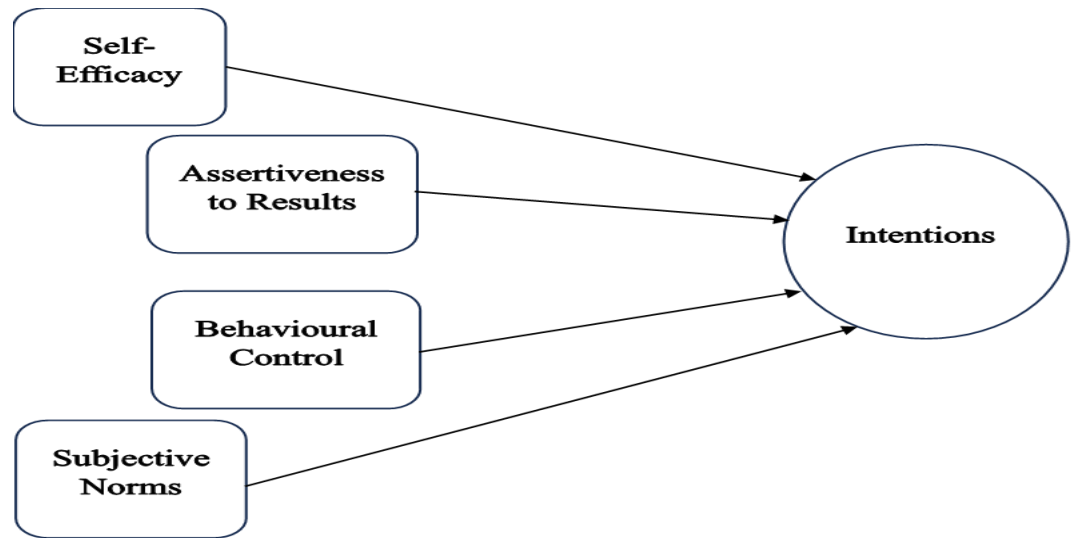 Self-
Efficacy
Assertiveness
to Results
Intentions
Behavioural
Control
Subjective
Norms